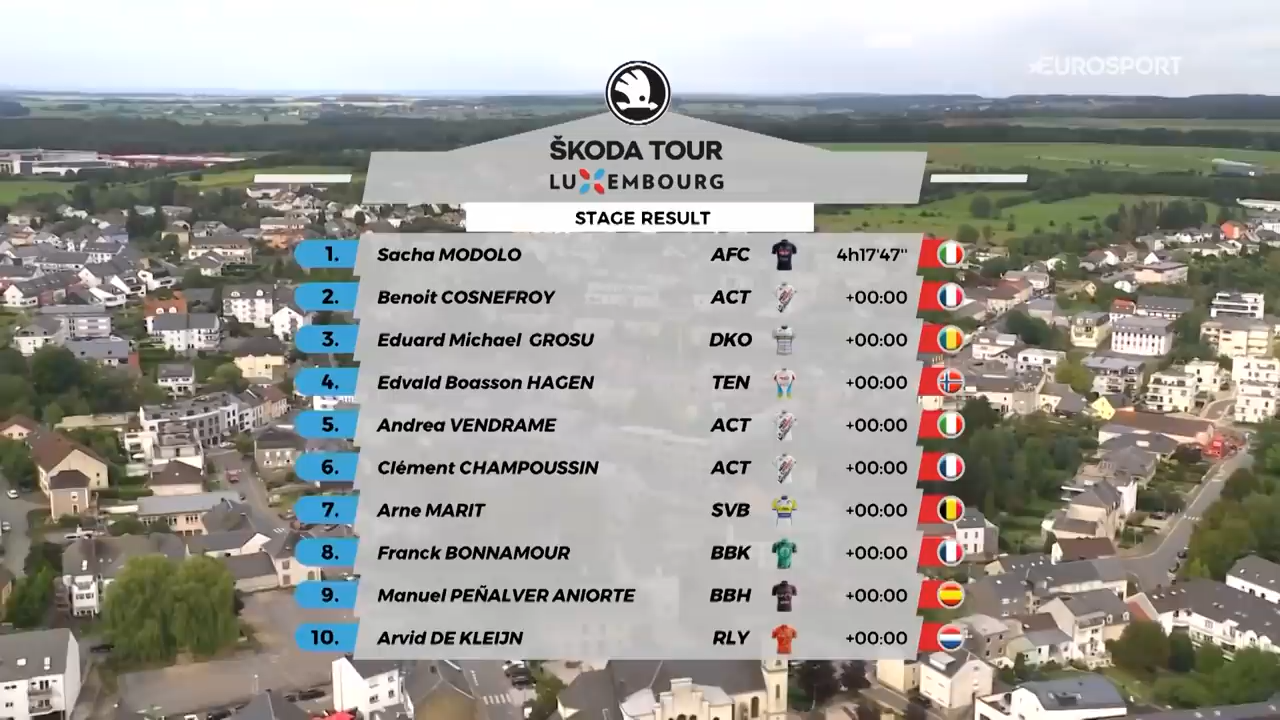 EUROSPORT
ŠKODA TOUR
LUXEMBOURG
STAGE RESULT
1. Sacha MODOLO AFC 4h17'47"
2. Benoit COSNEFROY ACT +00:00
3. Eduard Michael GROSU DKO +00:00
4. Edvald Boasson HAGEN TEN +00:00
5. Andrea VENDRAME ACT +00:00
6. Clément CHAMPOUSSIN ACT +00:00
7. Arne MARIT SVB +00:00
8. Franck BONNAMOUR BBK +00:00
9. Manuel PEÑALVER ANIORTE BBH +00:00
10. Arvid DE KLEIJN RLY +00:00